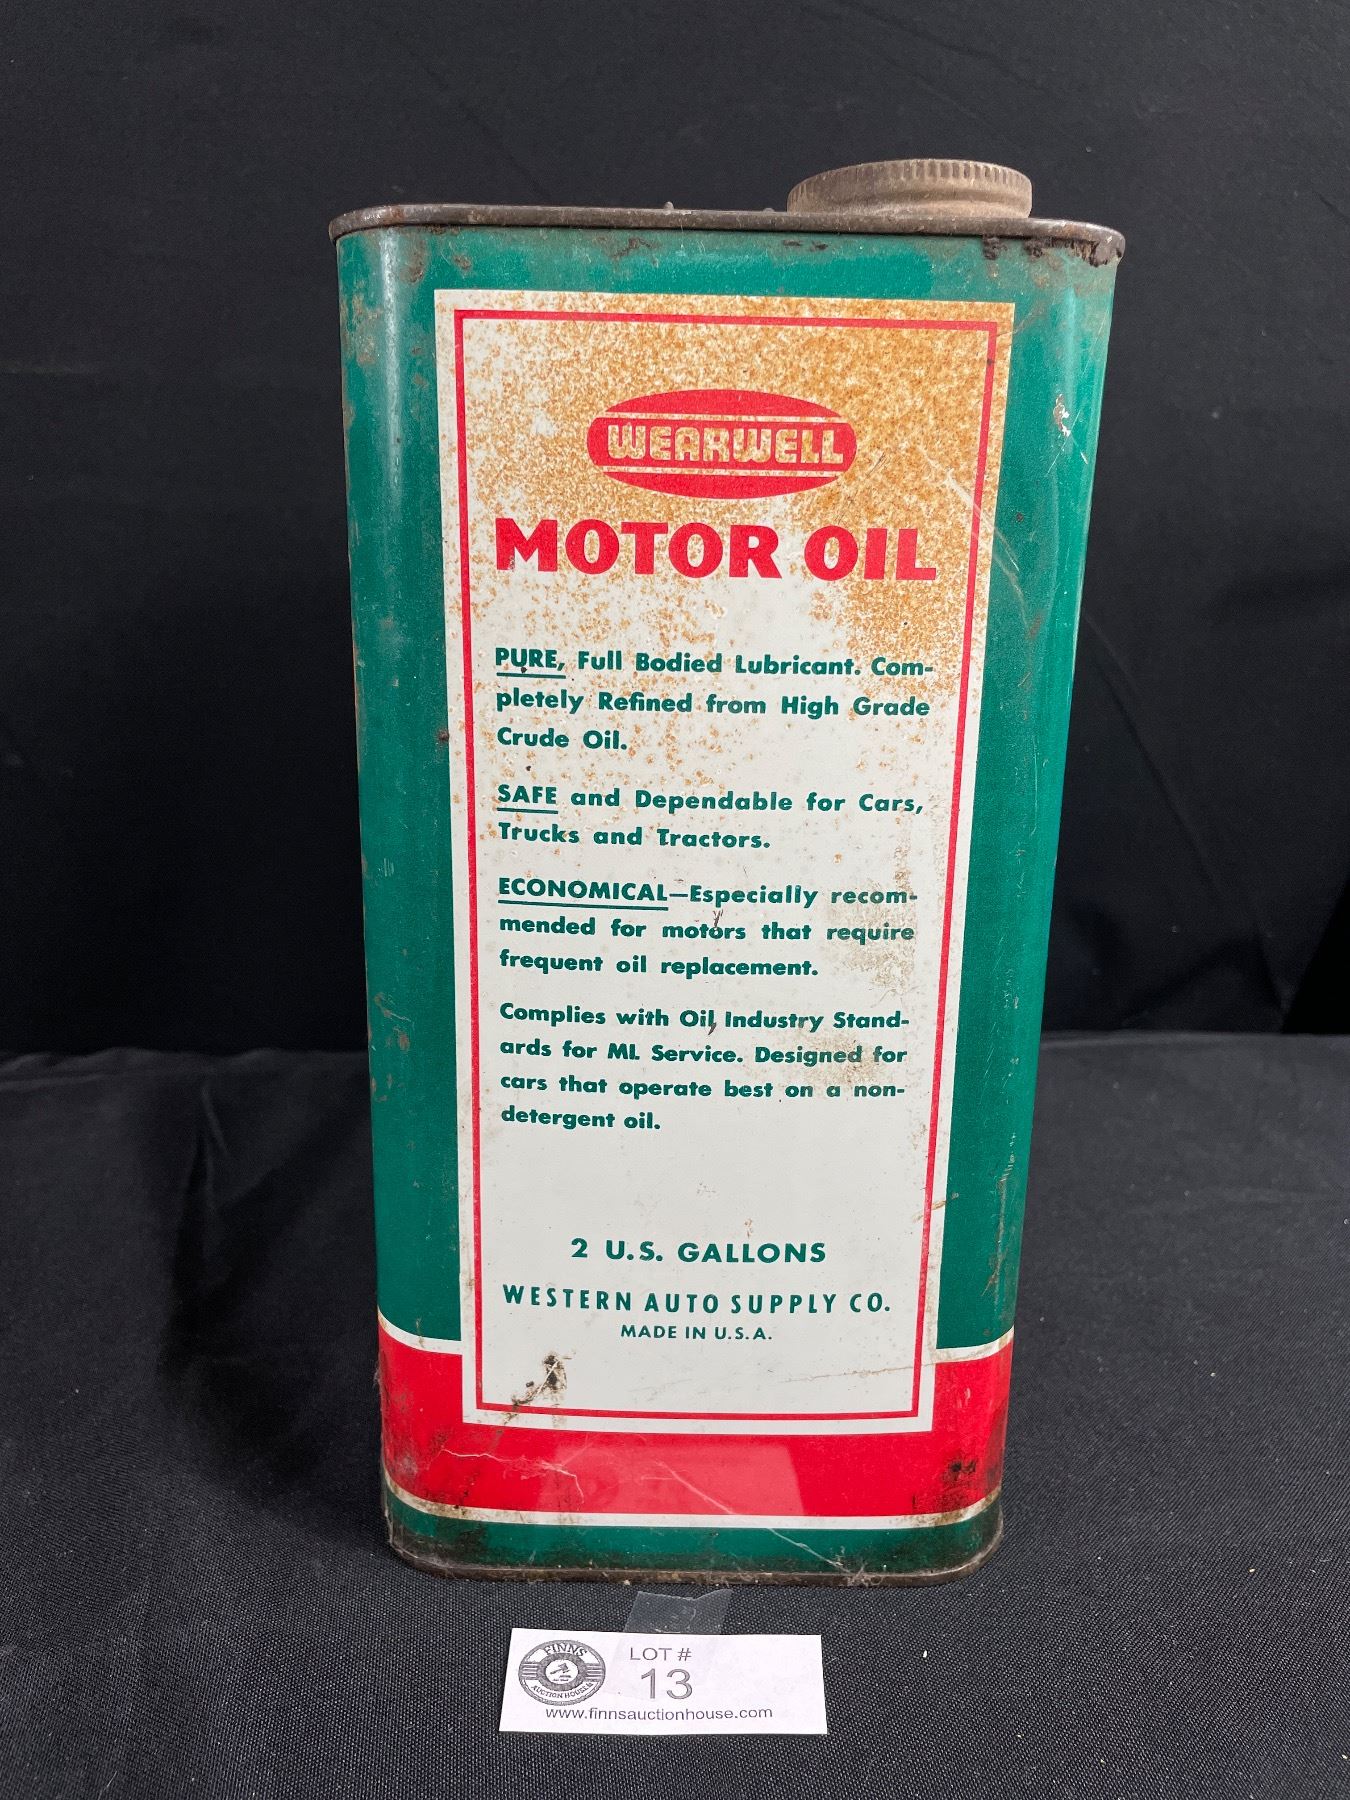 WEARWELL
MOTOR OIL
PURE, Full Bodied Lubricant. Com-
pletely Refined from High Grade
Crude Oil.
SAFE and Dependable for Cars,
Trucks and Tractors.
ECONOMICAL—Especially recom-
mended for motors that require
frequent oil replacement.
Complies with Oil Industry Stand-
ards for ML Service. Designed for
cars that operate best on a non-
detergent oil.
2 U.S. GALLONS
WESTERN AUTO SUPPLY CO.
MADE IN U.S.A.
FINNS
AUCTION HOUSE
LOT #
13
www.finnsauctionhouse.com